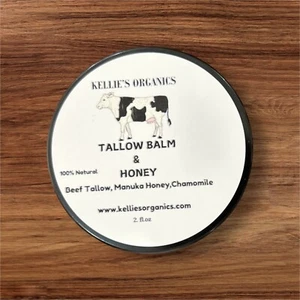 KELLIE'S ORGANICS
TALLOW BALM
&
HONEY
100% Natural.
Beef Tallow, Manuka Honey,Chamomile
www.kelliesorganics.com
2. fl.oz